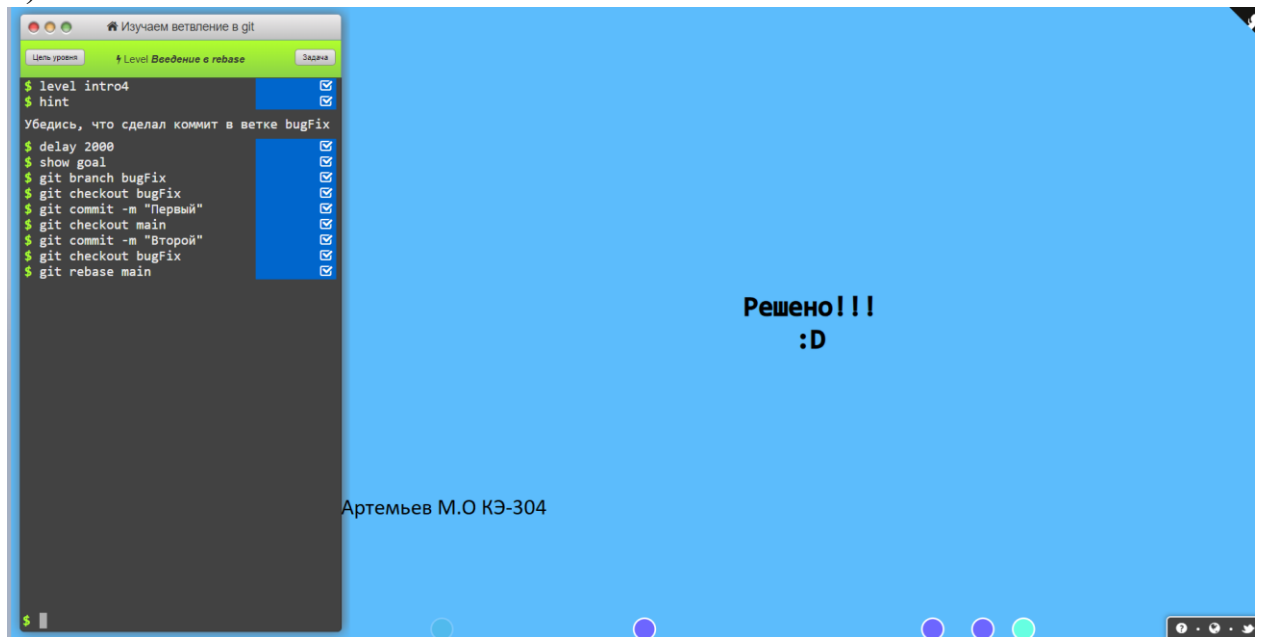 Изучаем ветвление в git
Цель уровня
Level Введение в rebase
Задача
$ level intro4
$ hint
Убедись, что сделал коммит в ветке bugFix
$ delay 2000
$ show goal
$ git branch bugFix
$ git checkout bugFix
$ git commit -m "Первый"
$ git checkout main
$ git commit -m "Второй"
$ git checkout bugFix
$ git rebase main
$
Решено!!!
:D
Артемьев М.О КЭ-304